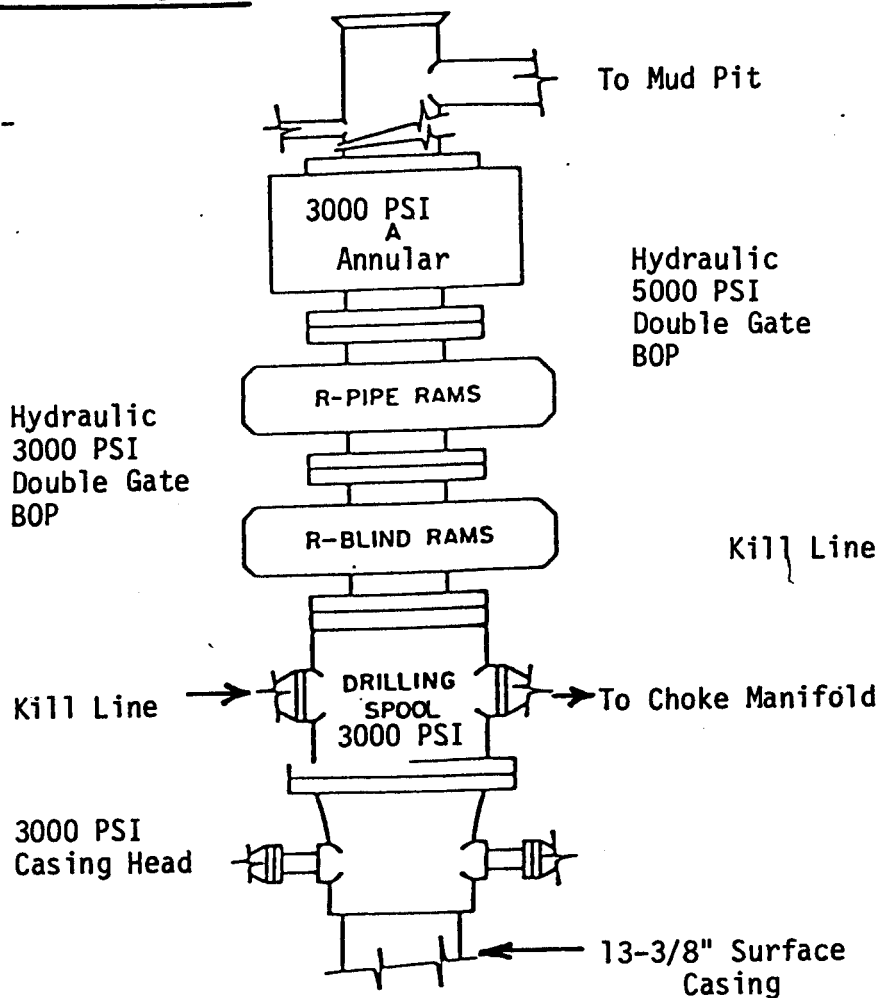 To Mud Pit
3000 PSI
A
Annular
Hydraulic
5000 PSI
Double Gate
BOP
R-PIPE RAMS
Hydraulic
3000 PSI
Double Gate
BOP
R-BLIND RAMS
Kill Line
Kill Line
DRILLING
SPOOL
3000 PSI
To Choke Manifold
3000 PSI
Casing Head
13-3/8" Surface
Casing